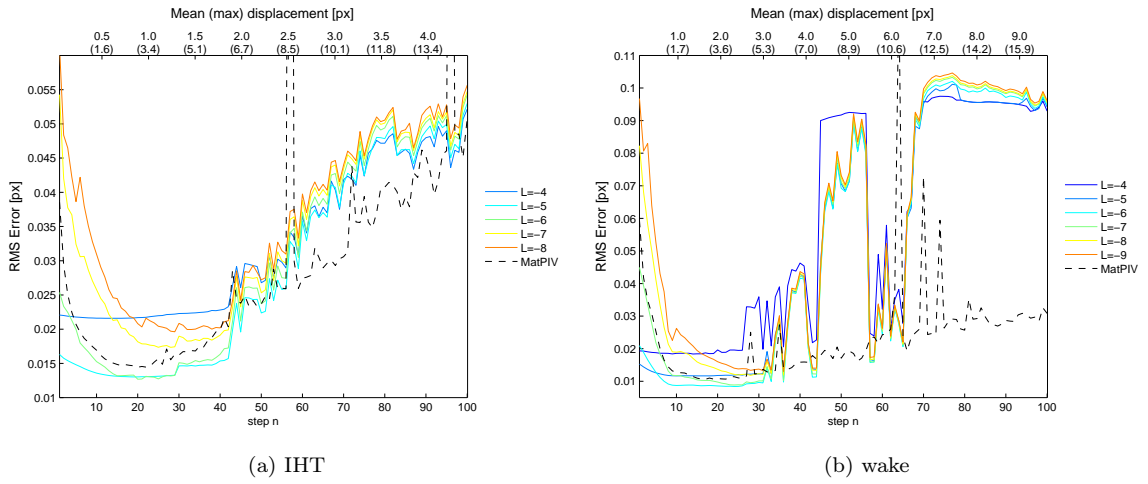 Mean (max) displacement [px]
0.5 1.0 1.5 2.0 2.5 3.0 3.5 4.0
(1.6) (3.4) (5.1) (6.7) (8.5) (10.1) (11.8) (13.4)
RMS Error [px]
0.055
0.05
0.045
0.04
0.035
0.03
0.025
0.02
0.015
0.01
10 20 30 40 50 60 70 80 90 100
step n
L=−4
L=−5
L=−6
L=−7
L=−8
MatPIV
(a) IHT
Mean (max) displacement [px]
1.0 2.0 3.0 4.0 5.0 6.0 7.0 8.0 9.0
(1.7) (3.6) (5.3) (7.0) (8.9) (10.6) (12.5) (14.2) (15.9)
RMS Error [px]
0.11
0.1
0.09
0.08
0.07
0.06
0.05
0.04
0.03
0.02
0.01
10 20 30 40 50 60 70 80 90 100
step n
L=−4
L=−5
L=−6
L=−7
L=−8
L=−9
MatPIV
(b) wake